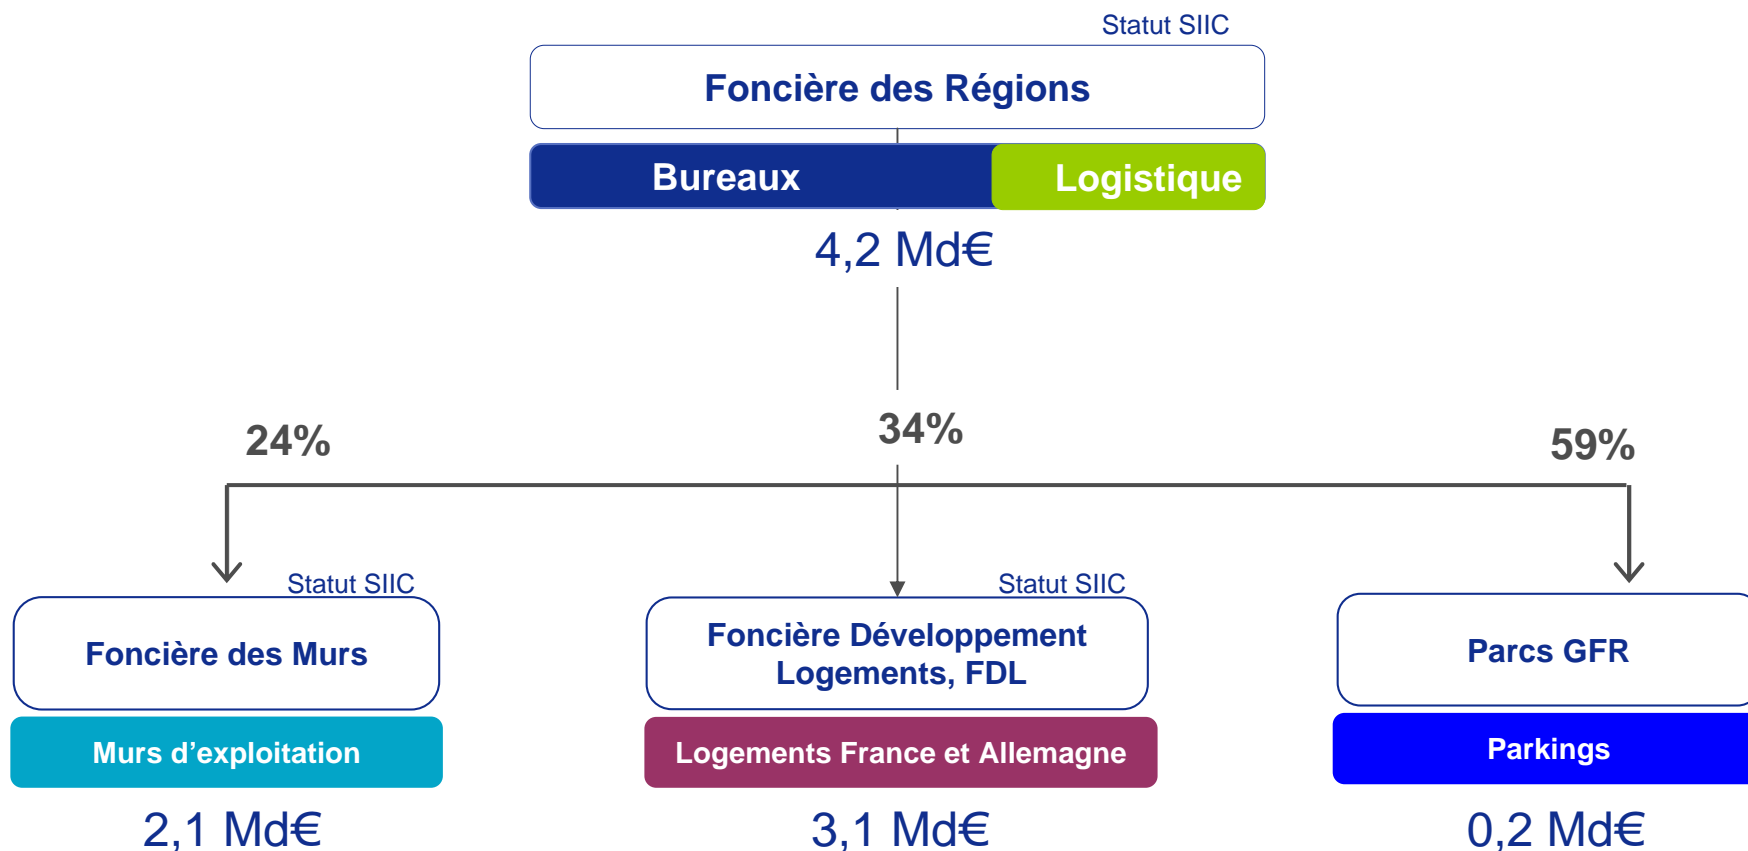 Statut SIIC
Foncière des Régions
Bureaux
Logistique
4,2 Md€
24%
34%
59%
Statut SIIC
Foncière des Murs
Murs d'exploitation
2,1 Md€
Statut SIIC
Foncière Développement
Logements, FDL
Logements France et Allemagne
3,1 Md€
Parcs GFR
Parkings
0,2 Md€